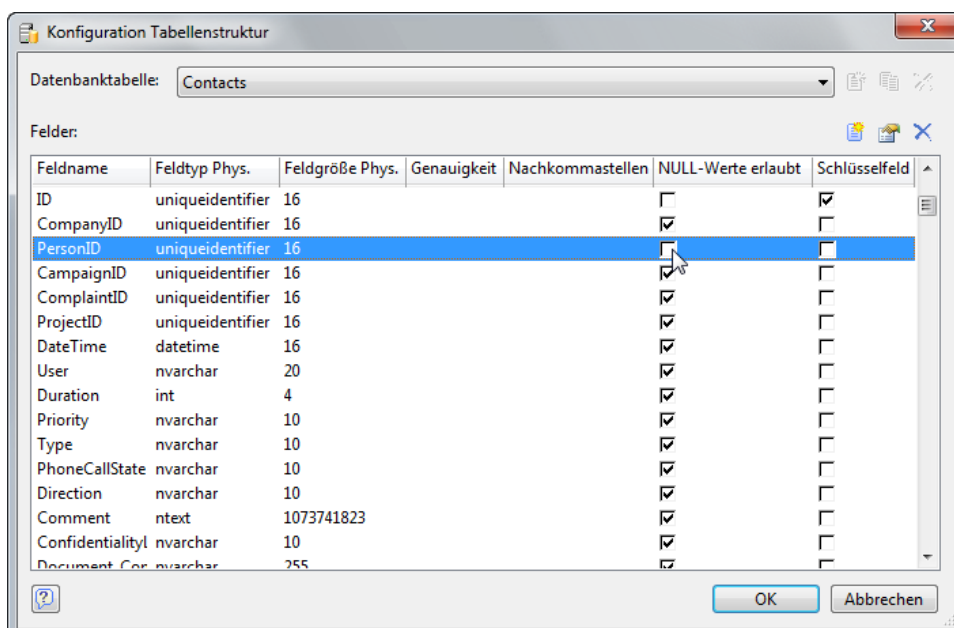 Konfiguration Tabellenstruktur
Datenbanktabelle: Contacts
Felder:
Feldname Feldtyp Phys. Feldgröße Phys. Genauigkeit Nachkommastellen NULL-Werte erlaubt Schlüsselfeld
ID uniqueidentifier 16
CompanyID uniqueidentifier 16
PersonID uniqueidentifier 16
CampaignID uniqueidentifier 16
ComplaintID uniqueidentifier 16
ProjectID uniqueidentifier 16
DateTime datetime 16
User nvarchar 20
Duration int 4
Priority nvarchar 10
Type nvarchar 10
PhoneCallState nvarchar 10
Direction nvarchar 10
Comment ntext 1073741823
Confidentialityl nvarchar 10
Document_Cor nvarchar 255
OK Abbrechen